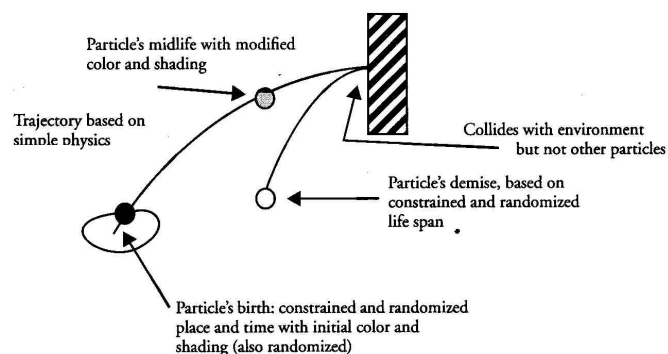 Particle's midlife with modified
color and shading
Trajectory based on
simple physics
Collides with environment
but not other particles
Particle's demise, based on
constrained and randomized
life span
Particle's birth: constrained and randomized
place and time with initial color and
shading (also randomized)